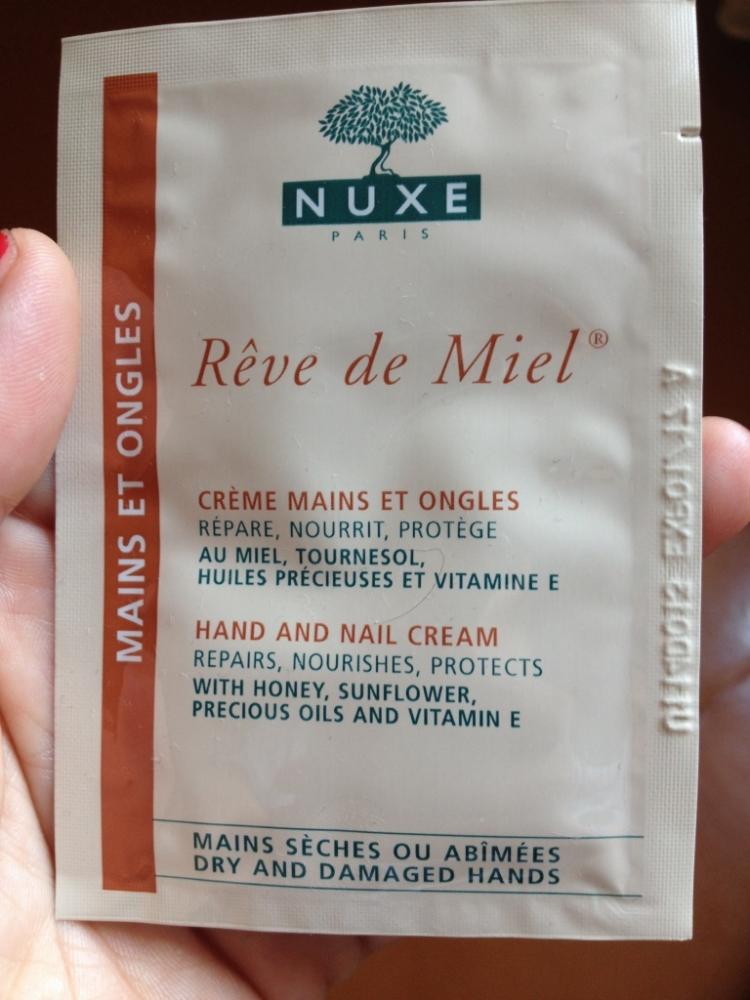 NUXE
PARIS
Rêve de Miel®
MAINS ET ONGLES
CRÈME MAINS ET ONGLES
RÉPARE, NOURRIT, PROTÈGE
AU MIEL, TOURNESOL,
HUILES PRÉCIEUSES ET VITAMINE E
HAND AND NAIL CREAM
REPAIRS, NOURISHES, PROTECTS
WITH HONEY, SUNFLOWER,
PRECIOUS OILS AND VITAMIN E
MAINS SÈCHES OU ABÎMÉES
DRY AND DAMAGED HANDS